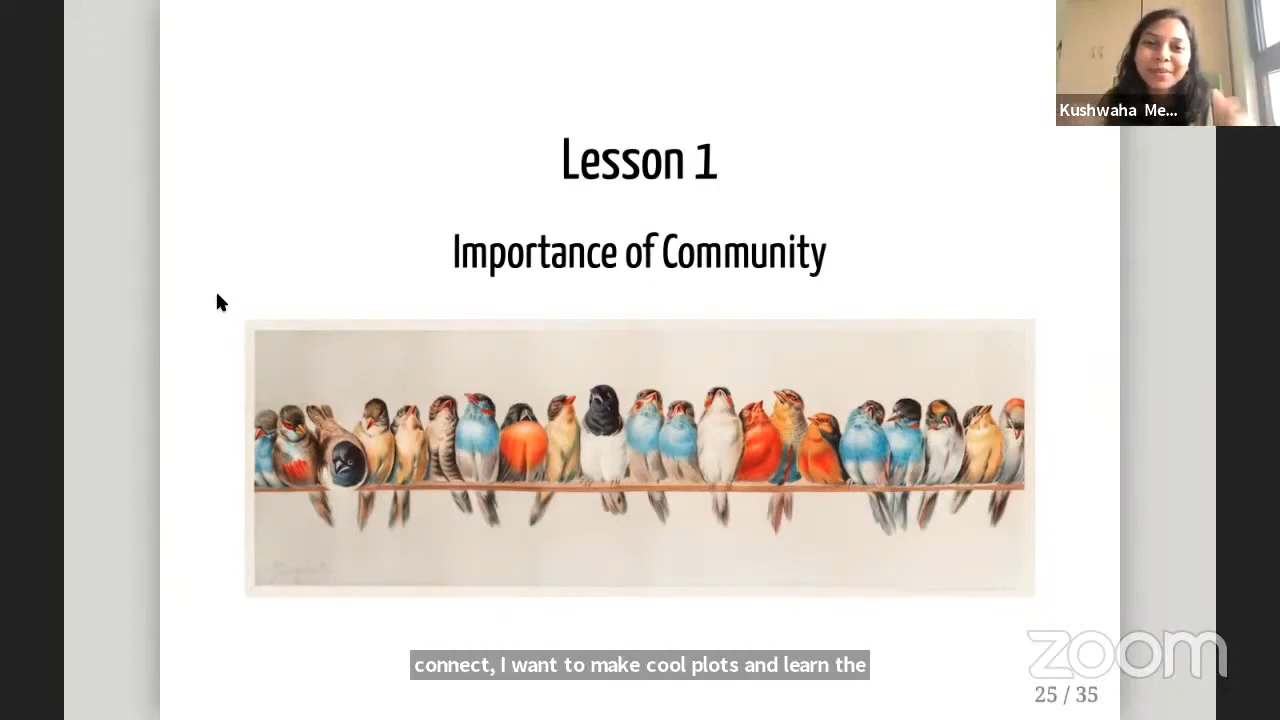 Kushwaha Me...
Lesson 1
Importance of Community
connect, I want to make cool plots and learn the
zoom
25 / 35